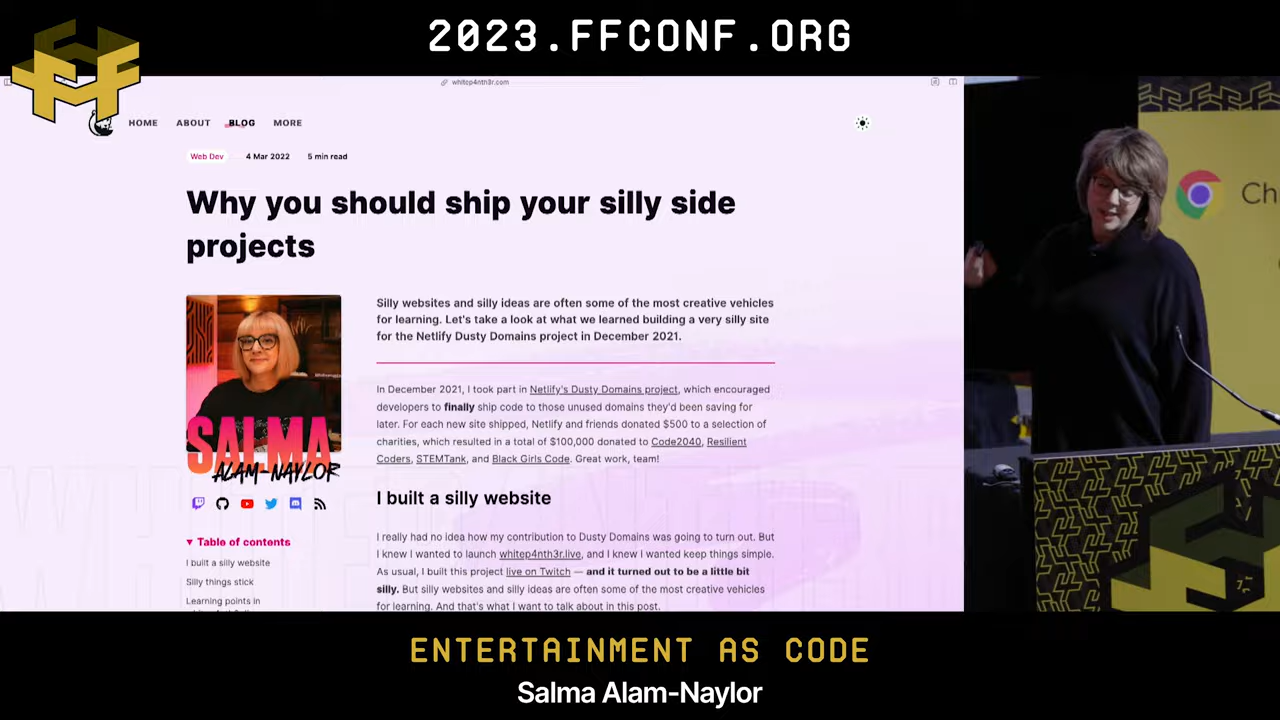 2023.FFCONF.ORG
whitep4nth3r.com
HOME ABOUT BLOG MORE
Web Dev 4 Mar 2022 5 min read
Why you should ship your silly side
projects
Silly websites and silly ideas are often some of the most creative vehicles
for learning. Let's take a look at what we learned building a very silly site
for the Netlify Dusty Domains project in December 2021.
SALMA
ALAM-NAYLOR
In December 2021, I took part in Netlify's Dusty Domains project, which encouraged
developers to finally ship code to those unused domains they'd been saving for
later. For each new site shipped, Netlify and friends donated $500 to a selection of
charities, which resulted in a total of $100,000 donated to Code2040, Resilient
Coders, STEMTank, and Black Girls Code. Great work, team!
I built a silly website
I really had no idea how my contribution to Dusty Domains was going to turn out. But
I knew I wanted to launch whitep4nth3r.live, and I knew I wanted keep things simple.
As usual, I built this project live on Twitch — and it turned out to be a little bit
silly. But silly websites and silly ideas are often some of the most creative vehicles
for learning. And that's what I want to talk about in this post.
Table of contents
I built a silly website
Silly things stick
Learning points in
Ch
ENTERTAINMENT AS CODE
Salma Alam-Naylor